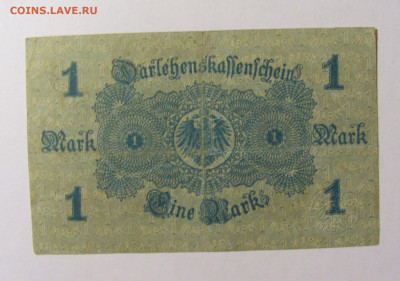 COINS.LAVE.RU
Darlehenskassenschein
1 1
Mark 1 1 Mark
1 1
Eine Mark